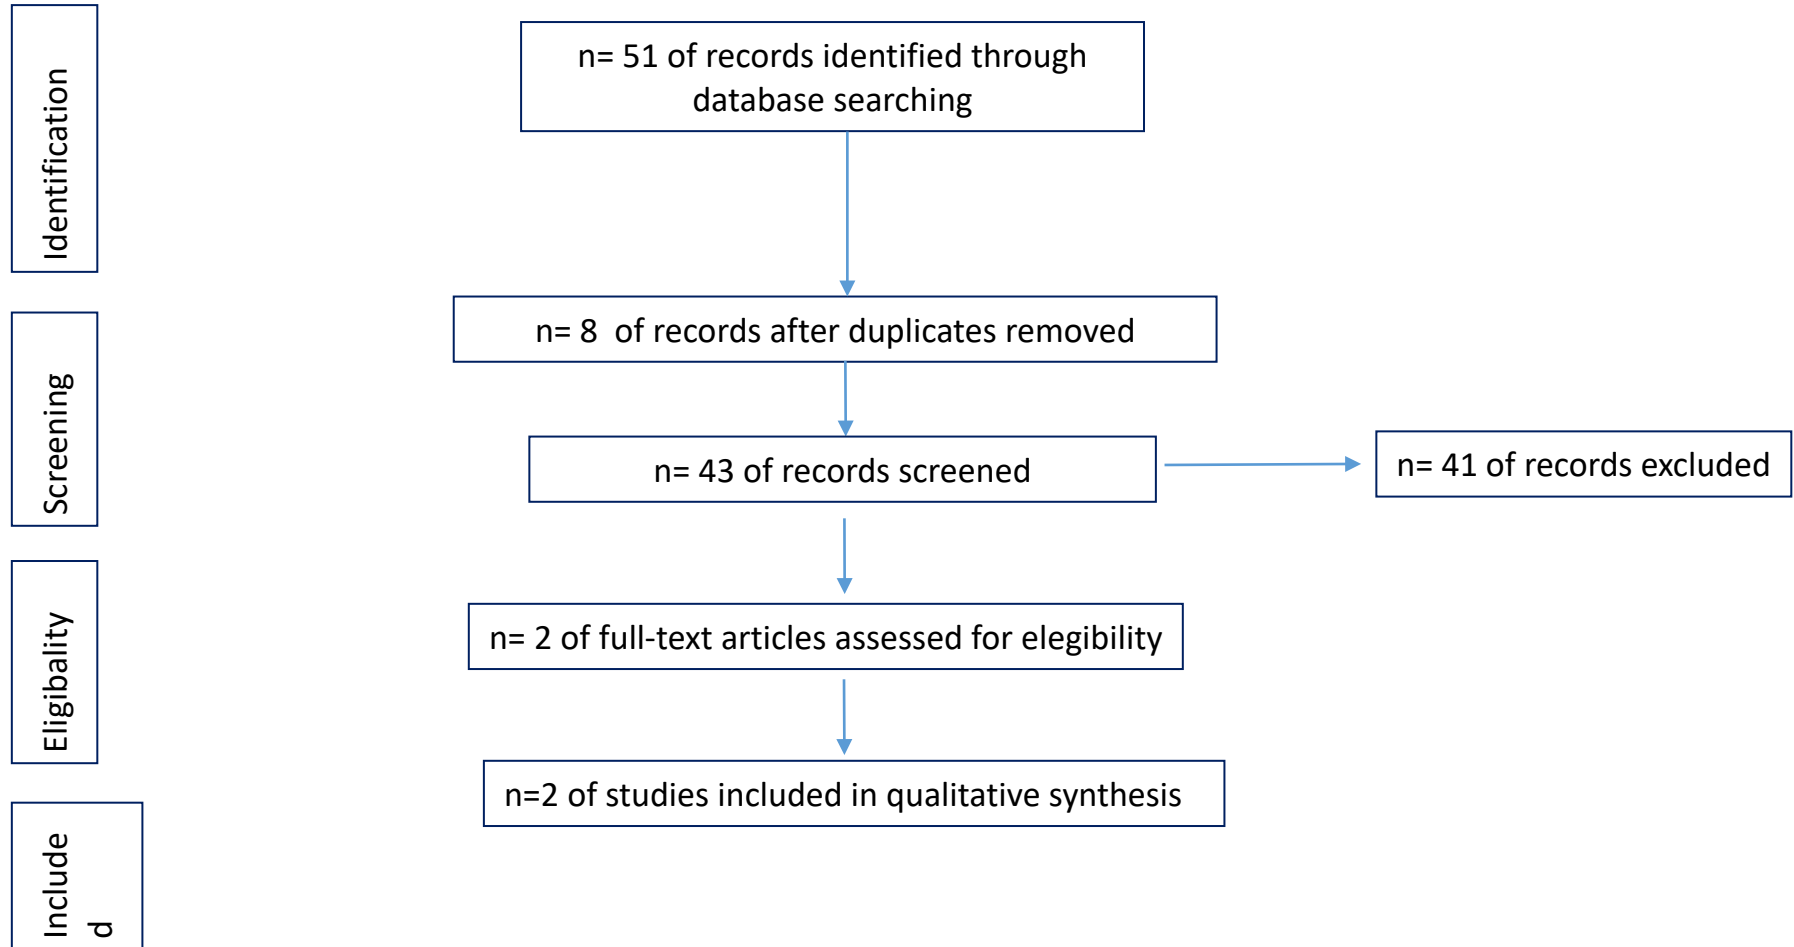 Identification
n= 51 of records identified through
database searching
n= 8  of records after duplicates removed
Screening
n= 43 of records screened
n= 41 of records excluded
Eligibality
n= 2 of full-text articles assessed for elegibility
n=2 of studies included in qualitative synthesis
Include
d